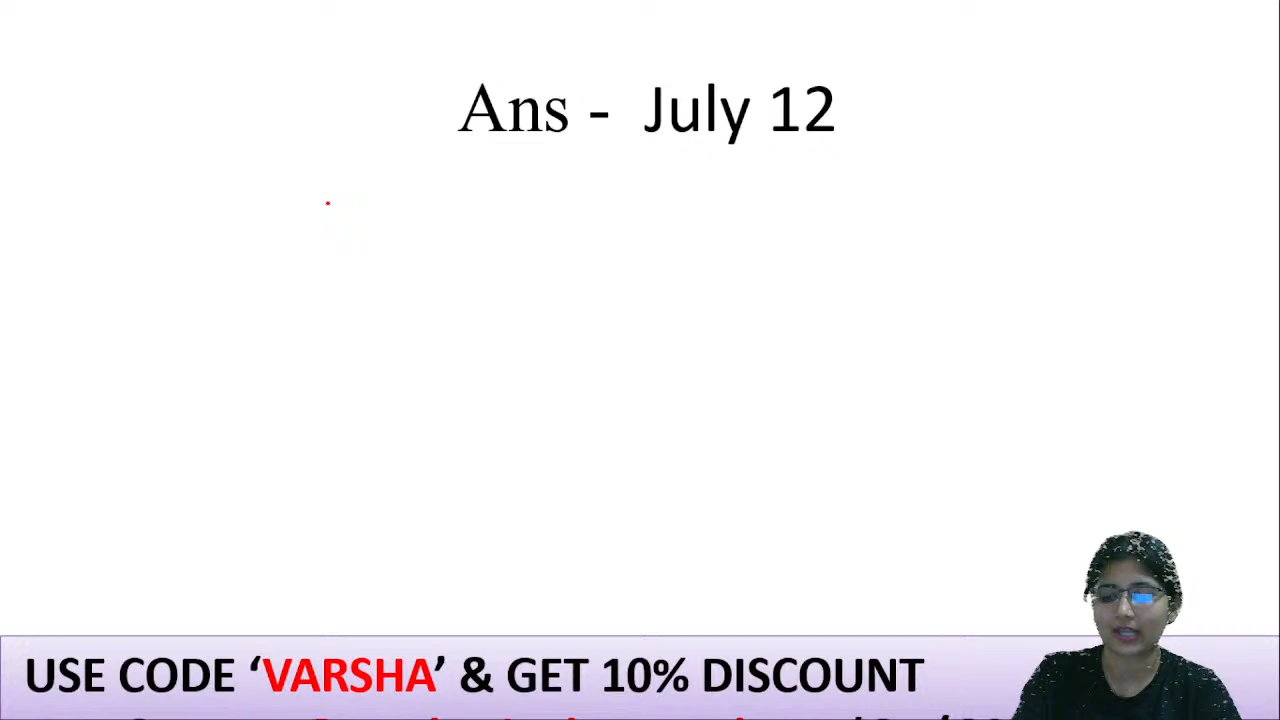 Ans - July 12
USE CODE ‘VARSHA’ & GET 10% DISCOUNT